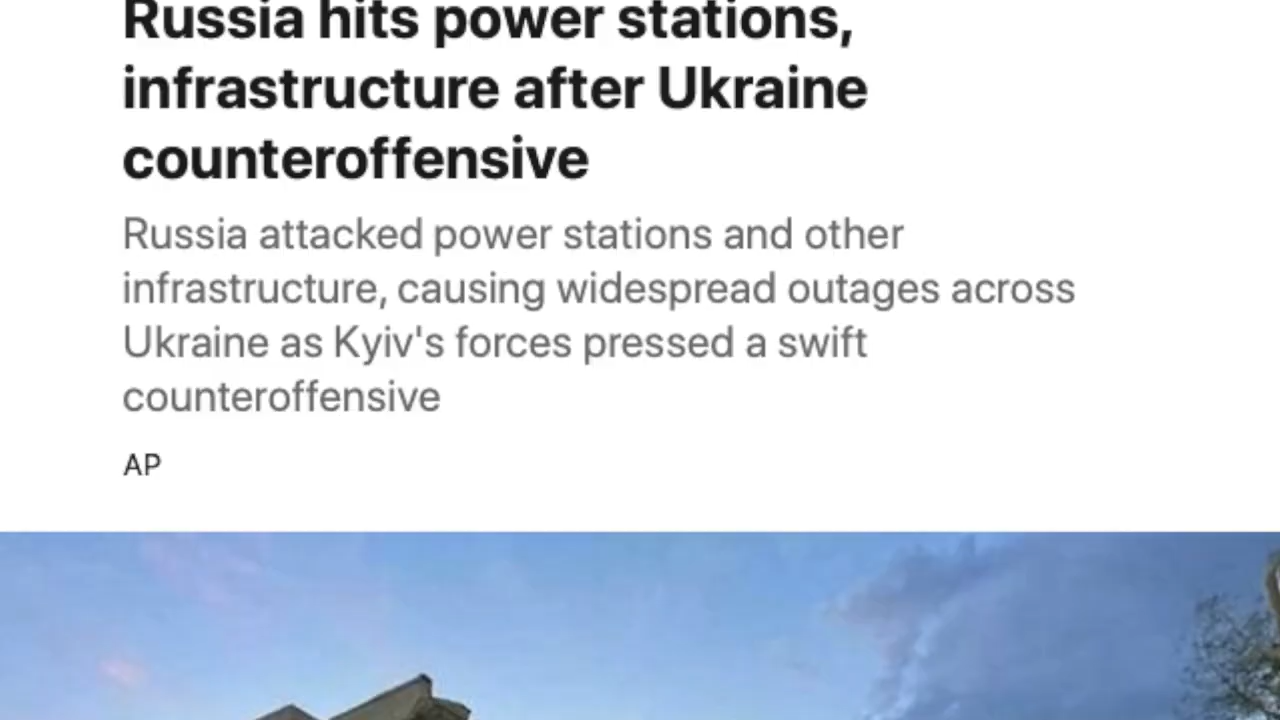 Russia hits power stations,
infrastructure after Ukraine
counteroffensive
Russia attacked power stations and other
infrastructure, causing widespread outages across
Ukraine as Kyiv's forces pressed a swift
counteroffensive
AP